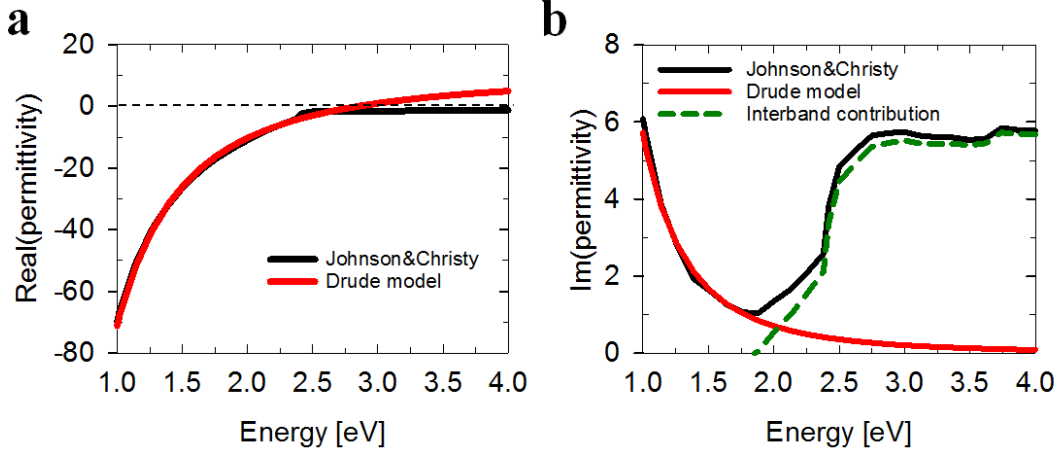 a
Real(permittivity)
20
0
-20
-40
-60
-80
Johnson&Christy
Drude model
1.0 1.5 2.0 2.5 3.0 3.5 4.0
Energy [eV]
b
Im(permittivity)
8
6
4
2
0
Johnson&Christy
Drude model
Interband contribution
1.0 1.5 2.0 2.5 3.0 3.5 4.0
Energy [eV]